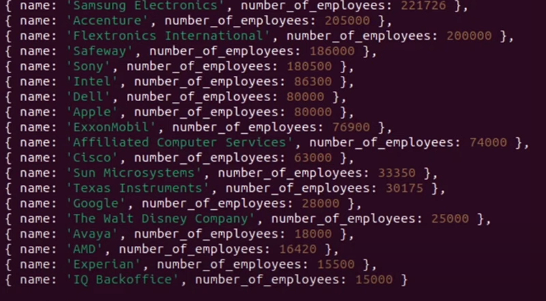 { name: 'Samsung Electronics', number_of_employees: 221726 },
{ name: 'Accenture', number_of_employees: 205000 },
{ name: 'Flextronics International', number_of_employees: 200000 },
{ name: 'Safeway', number_of_employees: 186000 },
{ name: 'Sony', number_of_employees: 180500 },
{ name: 'Intel', number_of_employees: 86300 },
{ name: 'Dell', number_of_employees: 80000 },
{ name: 'Apple', number_of_employees: 80000 },
{ name: 'ExxonMobil', number_of_employees: 76900 },
{ name: 'Affiliated Computer Services', number_of_employees: 74000 },
{ name: 'Cisco', number_of_employees: 63000 },
{ name: 'Sun Microsystems', number_of_employees: 33350 },
{ name: 'Texas Instruments', number_of_employees: 30175 },
{ name: 'Google', number_of_employees: 28000 },
{ name: 'The Walt Disney Company', number_of_employees: 25000 },
{ name: 'Avaya', number_of_employees: 18000 },
{ name: 'AMD', number_of_employees: 16420 },
{ name: 'Experian', number_of_employees: 15500 },
{ name: 'IQ Backoffice', number_of_employees: 15000 }